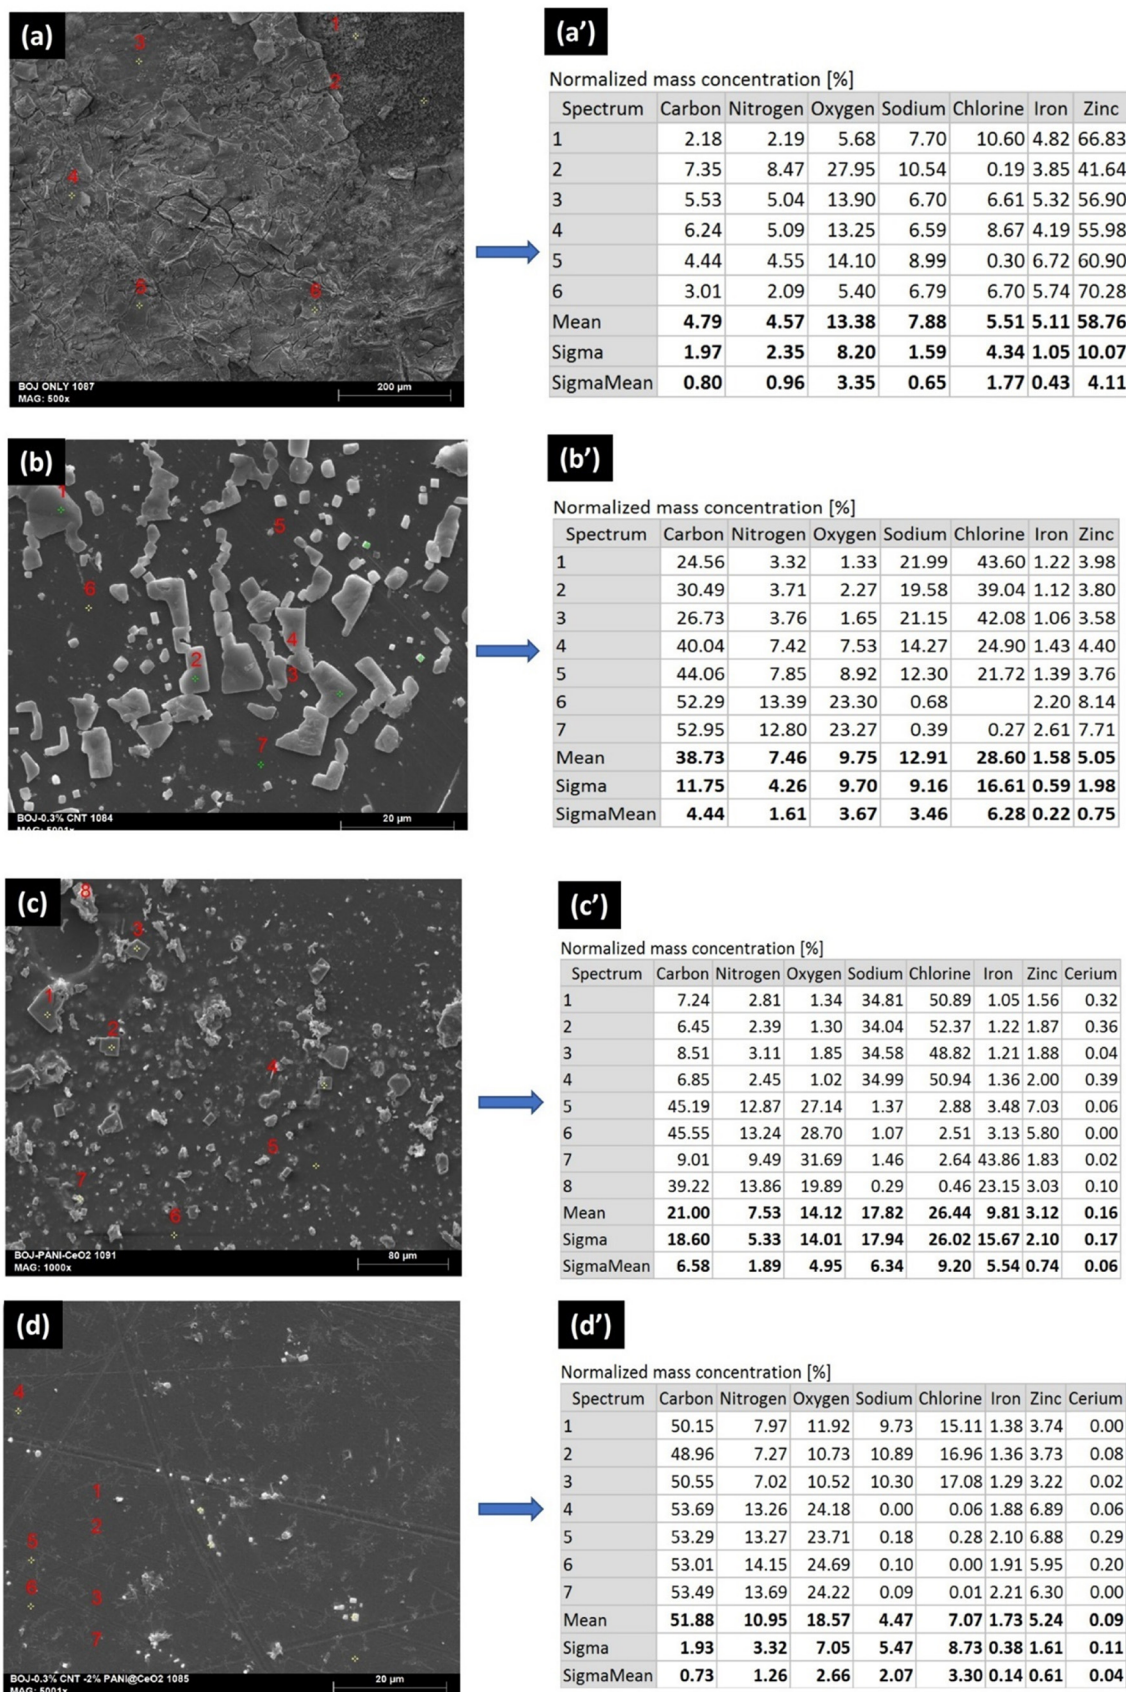 (a)
1
3
2
4
5
6
BOJ ONLY 1087
MAG: 500x
200 µm
(a')
Normalized mass concentration [%]
Spectrum Carbon Nitrogen Oxygen Sodium Chlorine Iron Zinc
1 2.18 2.19 5.68 7.70 10.60 4.82 66.83
2 7.35 8.47 27.95 10.54 0.19 3.85 41.64
3 5.53 5.04 13.90 6.70 6.61 5.32 56.90
4 6.24 5.09 13.25 6.59 8.67 4.19 55.98
5 4.44 4.55 14.10 8.99 0.30 6.72 60.90
6 3.01 2.09 5.40 6.79 6.70 5.74 70.28
Mean 4.79 4.57 13.38 7.88 5.51 5.11 58.76
Sigma 1.97 2.35 8.20 1.59 4.34 1.05 10.07
SigmaMean 0.80 0.96 3.35 0.65 1.77 0.43 4.11
(b)
1
5
6
4
2
3
7
BOJ-0.3% CNT 1084
MAG: 5001x
20 µm
(b')
Normalized mass concentration [%]
Spectrum Carbon Nitrogen Oxygen Sodium Chlorine Iron Zinc
1 24.56 3.32 1.33 21.99 43.60 1.22 3.98
2 30.49 3.71 2.27 19.58 39.04 1.12 3.80
3 26.73 3.76 1.65 21.15 42.08 1.06 3.58
4 40.04 7.42 7.53 14.27 24.90 1.43 4.40
5 44.06 7.85 8.92 12.30 21.72 1.39 3.76
6 52.29 13.39 23.30 0.68 2.20 8.14
7 52.95 12.80 23.27 0.39 0.27 2.61 7.71
Mean 38.73 7.46 9.75 12.91 28.60 1.58 5.05
Sigma 11.75 4.26 9.70 9.16 16.61 0.59 1.98
SigmaMean 4.44 1.61 3.67 3.46 6.28 0.22 0.75
(c)
8
3
1
2
4
7
6
BOJ-PANI-CeO2 1091
MAG: 1000x
80 µm
(c')
Normalized mass concentration [%]
Spectrum Carbon Nitrogen Oxygen Sodium Chlorine Iron Zinc Cerium
1 7.24 2.81 1.34 34.81 50.89 1.05 1.56 0.32
2 6.45 2.39 1.30 34.04 52.37 1.22 1.87 0.36
3 8.51 3.11 1.85 34.58 48.82 1.21 1.88 0.04
4 6.85 2.45 1.02 34.99 50.94 1.36 2.00 0.39
5 45.19 12.87 27.14 1.37 2.88 3.48 7.03 0.06
6 45.55 13.24 28.70 1.07 2.51 3.13 5.80 0.00
7 9.01 9.49 31.69 1.46 2.64 43.86 1.83 0.02
8 39.22 13.86 19.89 0.29 0.46 23.15 3.03 0.10
Mean 21.00 7.53 14.12 17.82 26.44 9.81 3.12 0.16
Sigma 18.60 5.33 14.01 17.94 26.02 15.67 2.10 0.17
SigmaMean 6.58 1.89 4.95 6.34 9.20 5.54 0.74 0.06
(d)
4
1
2
5
6
3
7
BOJ-0.3% CNT -2% PANI@CeO2 1085
MAG: 5001x
20 µm
(d')
Normalized mass concentration [%]
Spectrum Carbon Nitrogen Oxygen Sodium Chlorine Iron Zinc Cerium
1 50.15 7.97 11.92 9.73 15.11 1.38 3.74 0.00
2 48.96 7.27 10.73 10.89 16.96 1.36 3.73 0.08
3 50.55 7.02 10.52 10.30 17.08 1.29 3.22 0.02
4 53.69 13.26 24.18 0.00 0.06 1.88 6.89 0.06
5 53.29 13.27 23.71 0.18 0.28 2.10 6.88 0.29
6 53.01 14.15 24.69 0.10 0.00 1.91 5.95 0.20
7 53.49 13.69 24.22 0.09 0.01 2.21 6.30 0.00
Mean 51.88 10.95 18.57 4.47 7.07 1.73 5.24 0.09
Sigma 1.93 3.32 7.05 5.47 8.73 0.38 1.61 0.11
SigmaMean 0.73 1.26 2.66 2.07 3.30 0.14 0.61 0.04